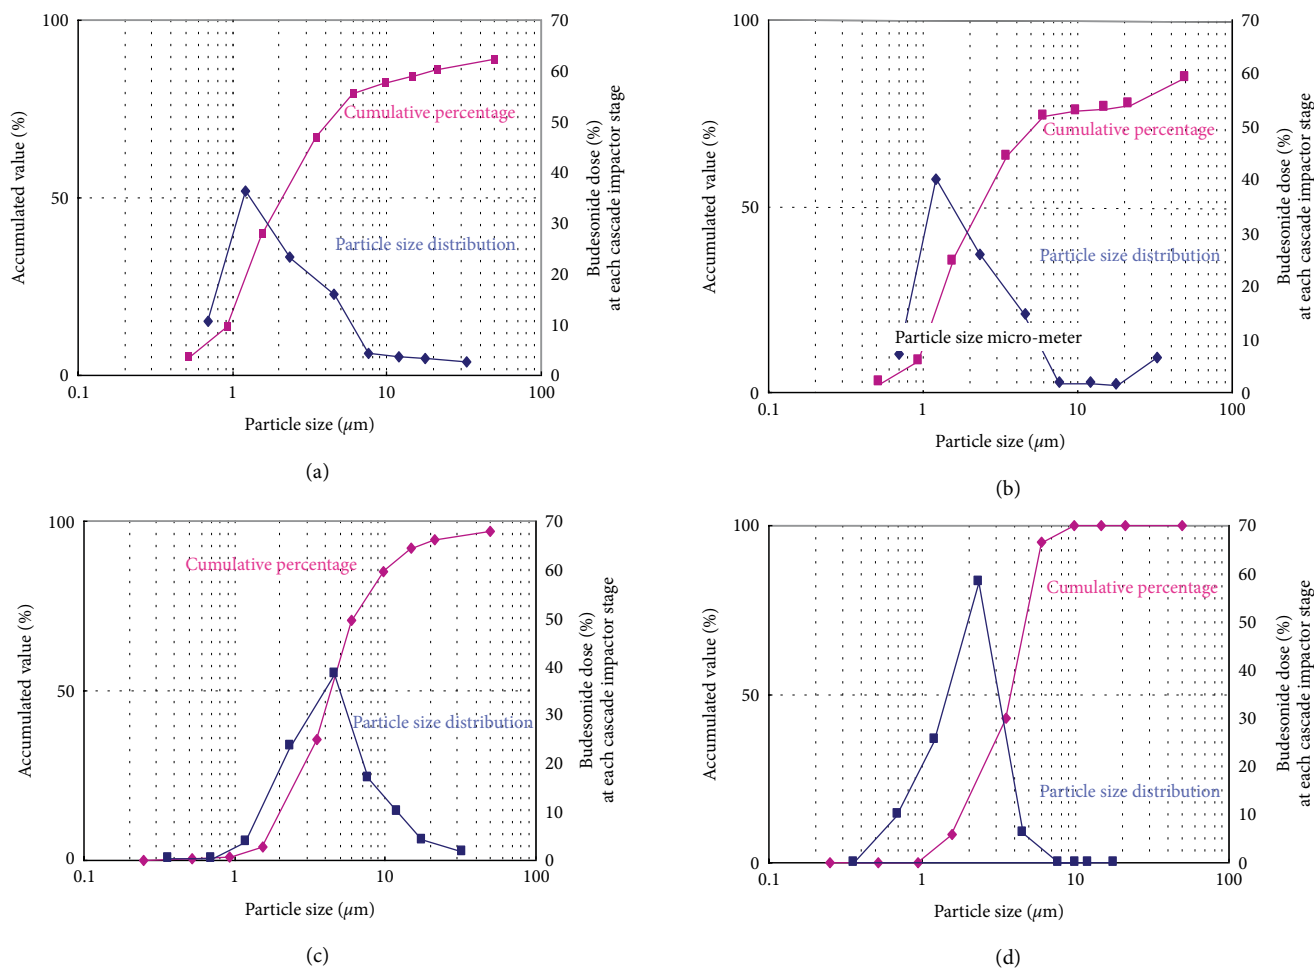 100
50
0
Accumulated value (%)
70
60
50
40
30
20
10
0
Budesonide dose (%)
at each cascade impactor stage
Cumulative percentage
Particle size distribution
0.1
1
10
100
Particle size (µm)
(a)
100
50
0
Accumulated value (%)
70
60
50
40
30
20
10
0
Budesonide dose (%)
at each cascade impactor stage
Cumulative percentage
Particle size distribution
Particle size micro-meter
0.1
1
10
100
Particle size (µm)
(b)
100
50
0
Accumulated value (%)
70
60
50
40
30
20
10
0
Budesonide dose (%)
at each cascade impactor stage
Cumulative percentage
Particle size distribution
0.1
1
10
100
Particle size (µm)
(c)
100
50
0
Accumulated value (%)
70
60
50
40
30
20
10
0
Budesonide dose (%)
at each cascade impactor stage
Cumulative percentage
Particle size distribution
0.1
1
10
100
Particle size (µm)
(d)